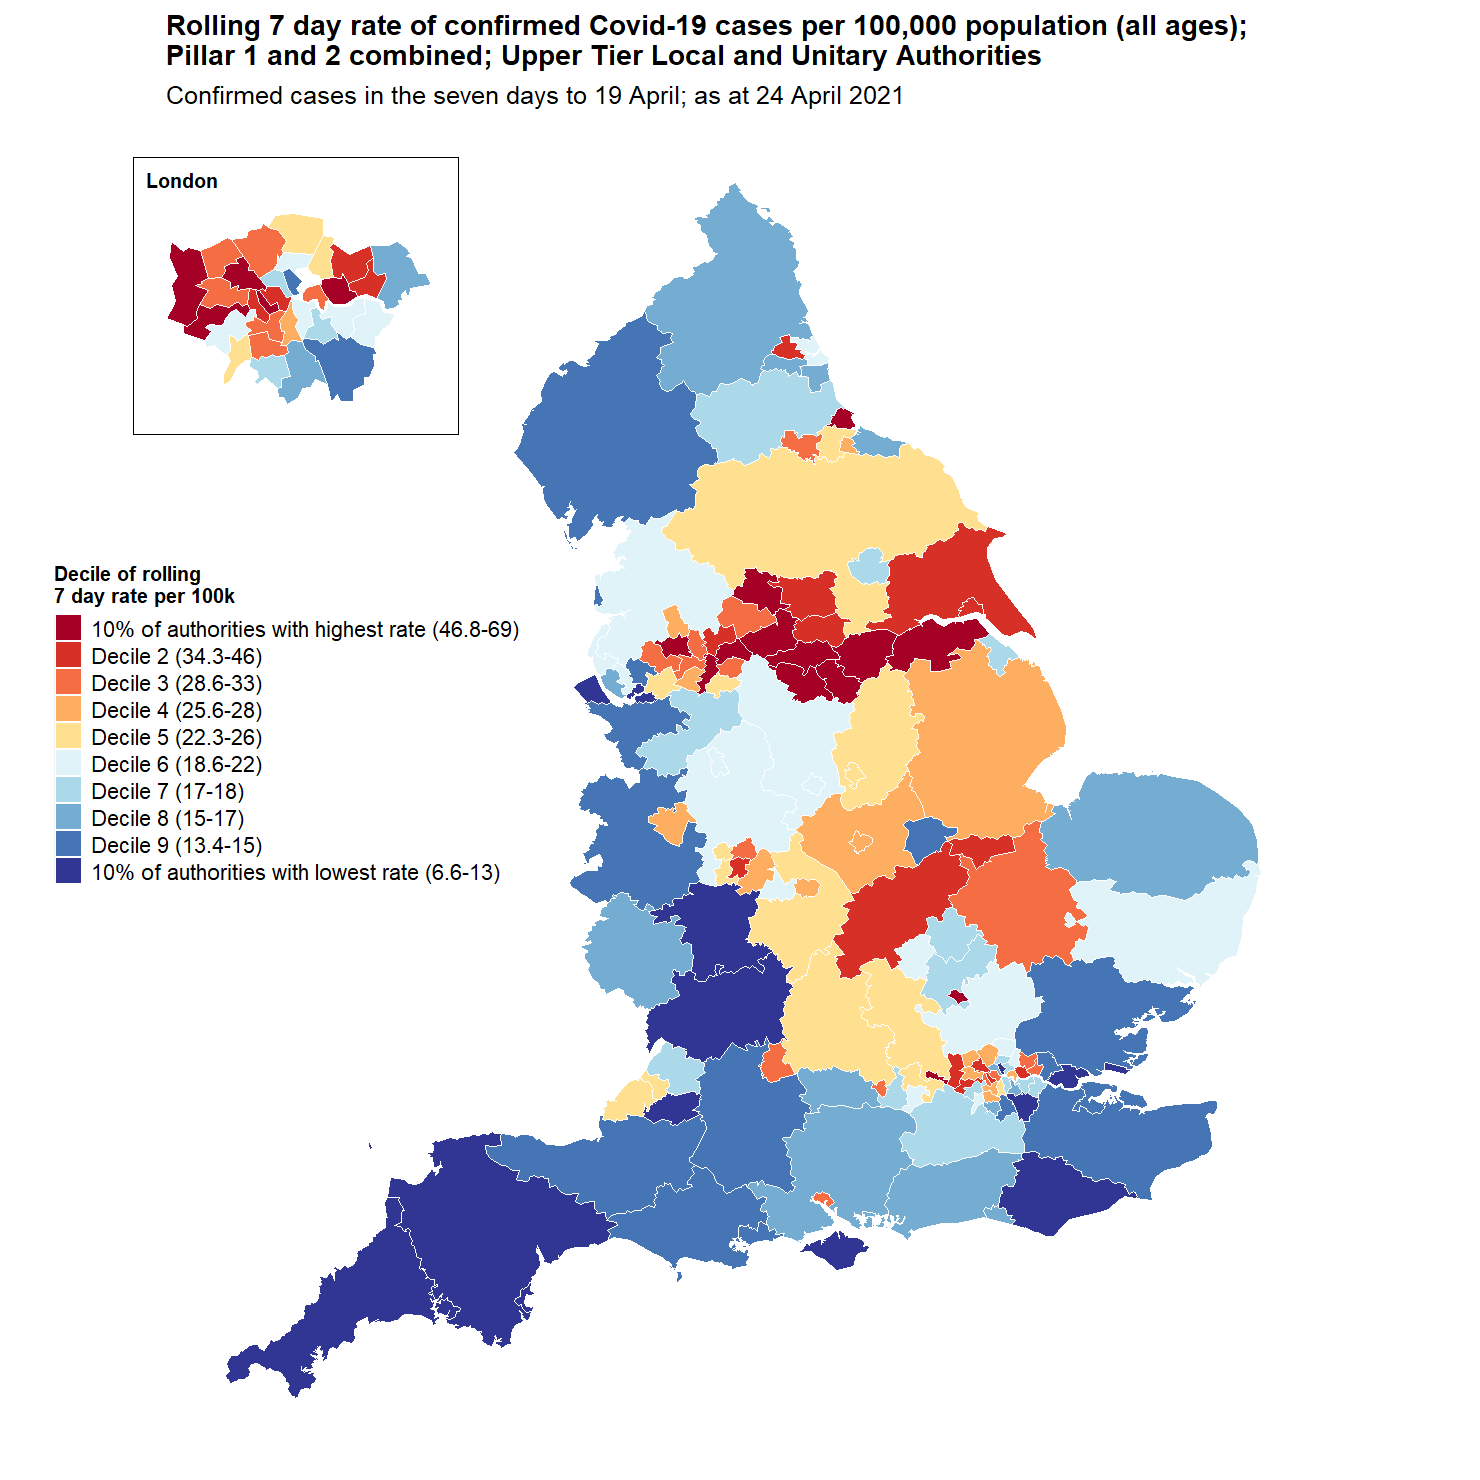 Rolling 7 day rate of confirmed Covid-19 cases per 100,000 population (all ages);
Pillar 1 and 2 combined; Upper Tier Local and Unitary Authorities
Confirmed cases in the seven days to 19 April; as at 24 April 2021
London
Decile of rolling
7 day rate per 100k
10% of authorities with highest rate (46.8-69)
Decile 2 (34.3-46)
Decile 3 (28.6-33)
Decile 4 (25.6-28)
Decile 5 (22.3-26)
Decile 6 (18.6-22)
Decile 7 (17-18)
Decile 8 (15-17)
Decile 9 (13.4-15)
10% of authorities with lowest rate (6.6-13)